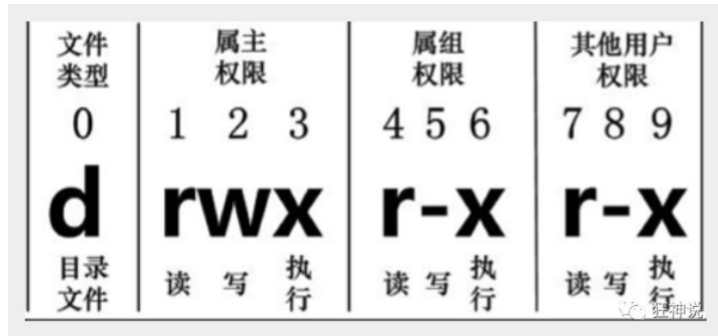 文件 属主 属组 其他用户
类型 权限 权限 权限
0 1 2 3 4 5 6 7 8 9
d rwx r-x r-x
目录 读 写 执 读 写 执 读 写 执
文件 行 行 行
狂神说